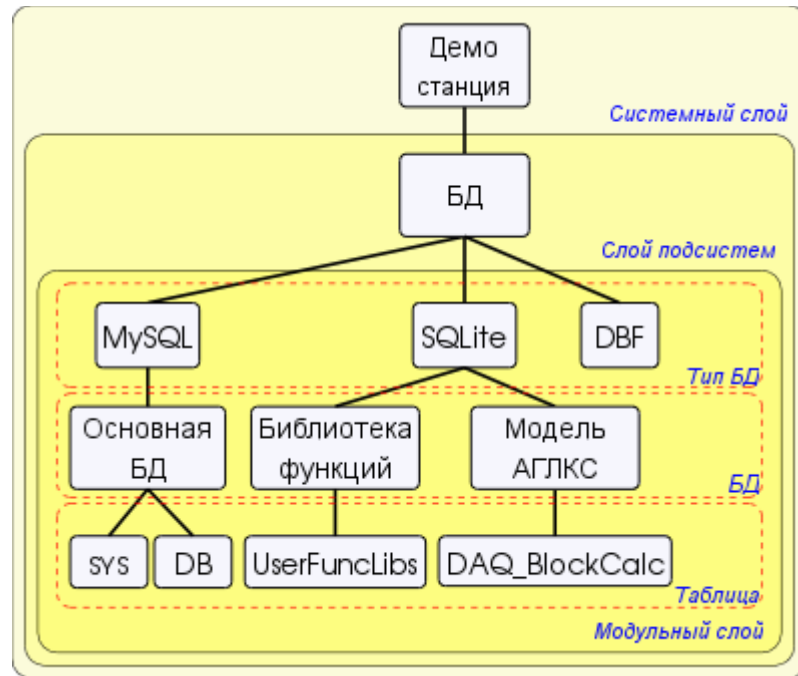 Демо
станция
Системный слой
БД
Слой подсистем
MySQL
SQLite
DBF
Тип БД
Основная
БД
Библиотека
функций
Модель
АГЛКС
БД
SYS
DB
UserFuncLibs
DAQ_BlockCalc
Таблица
Модульный слой